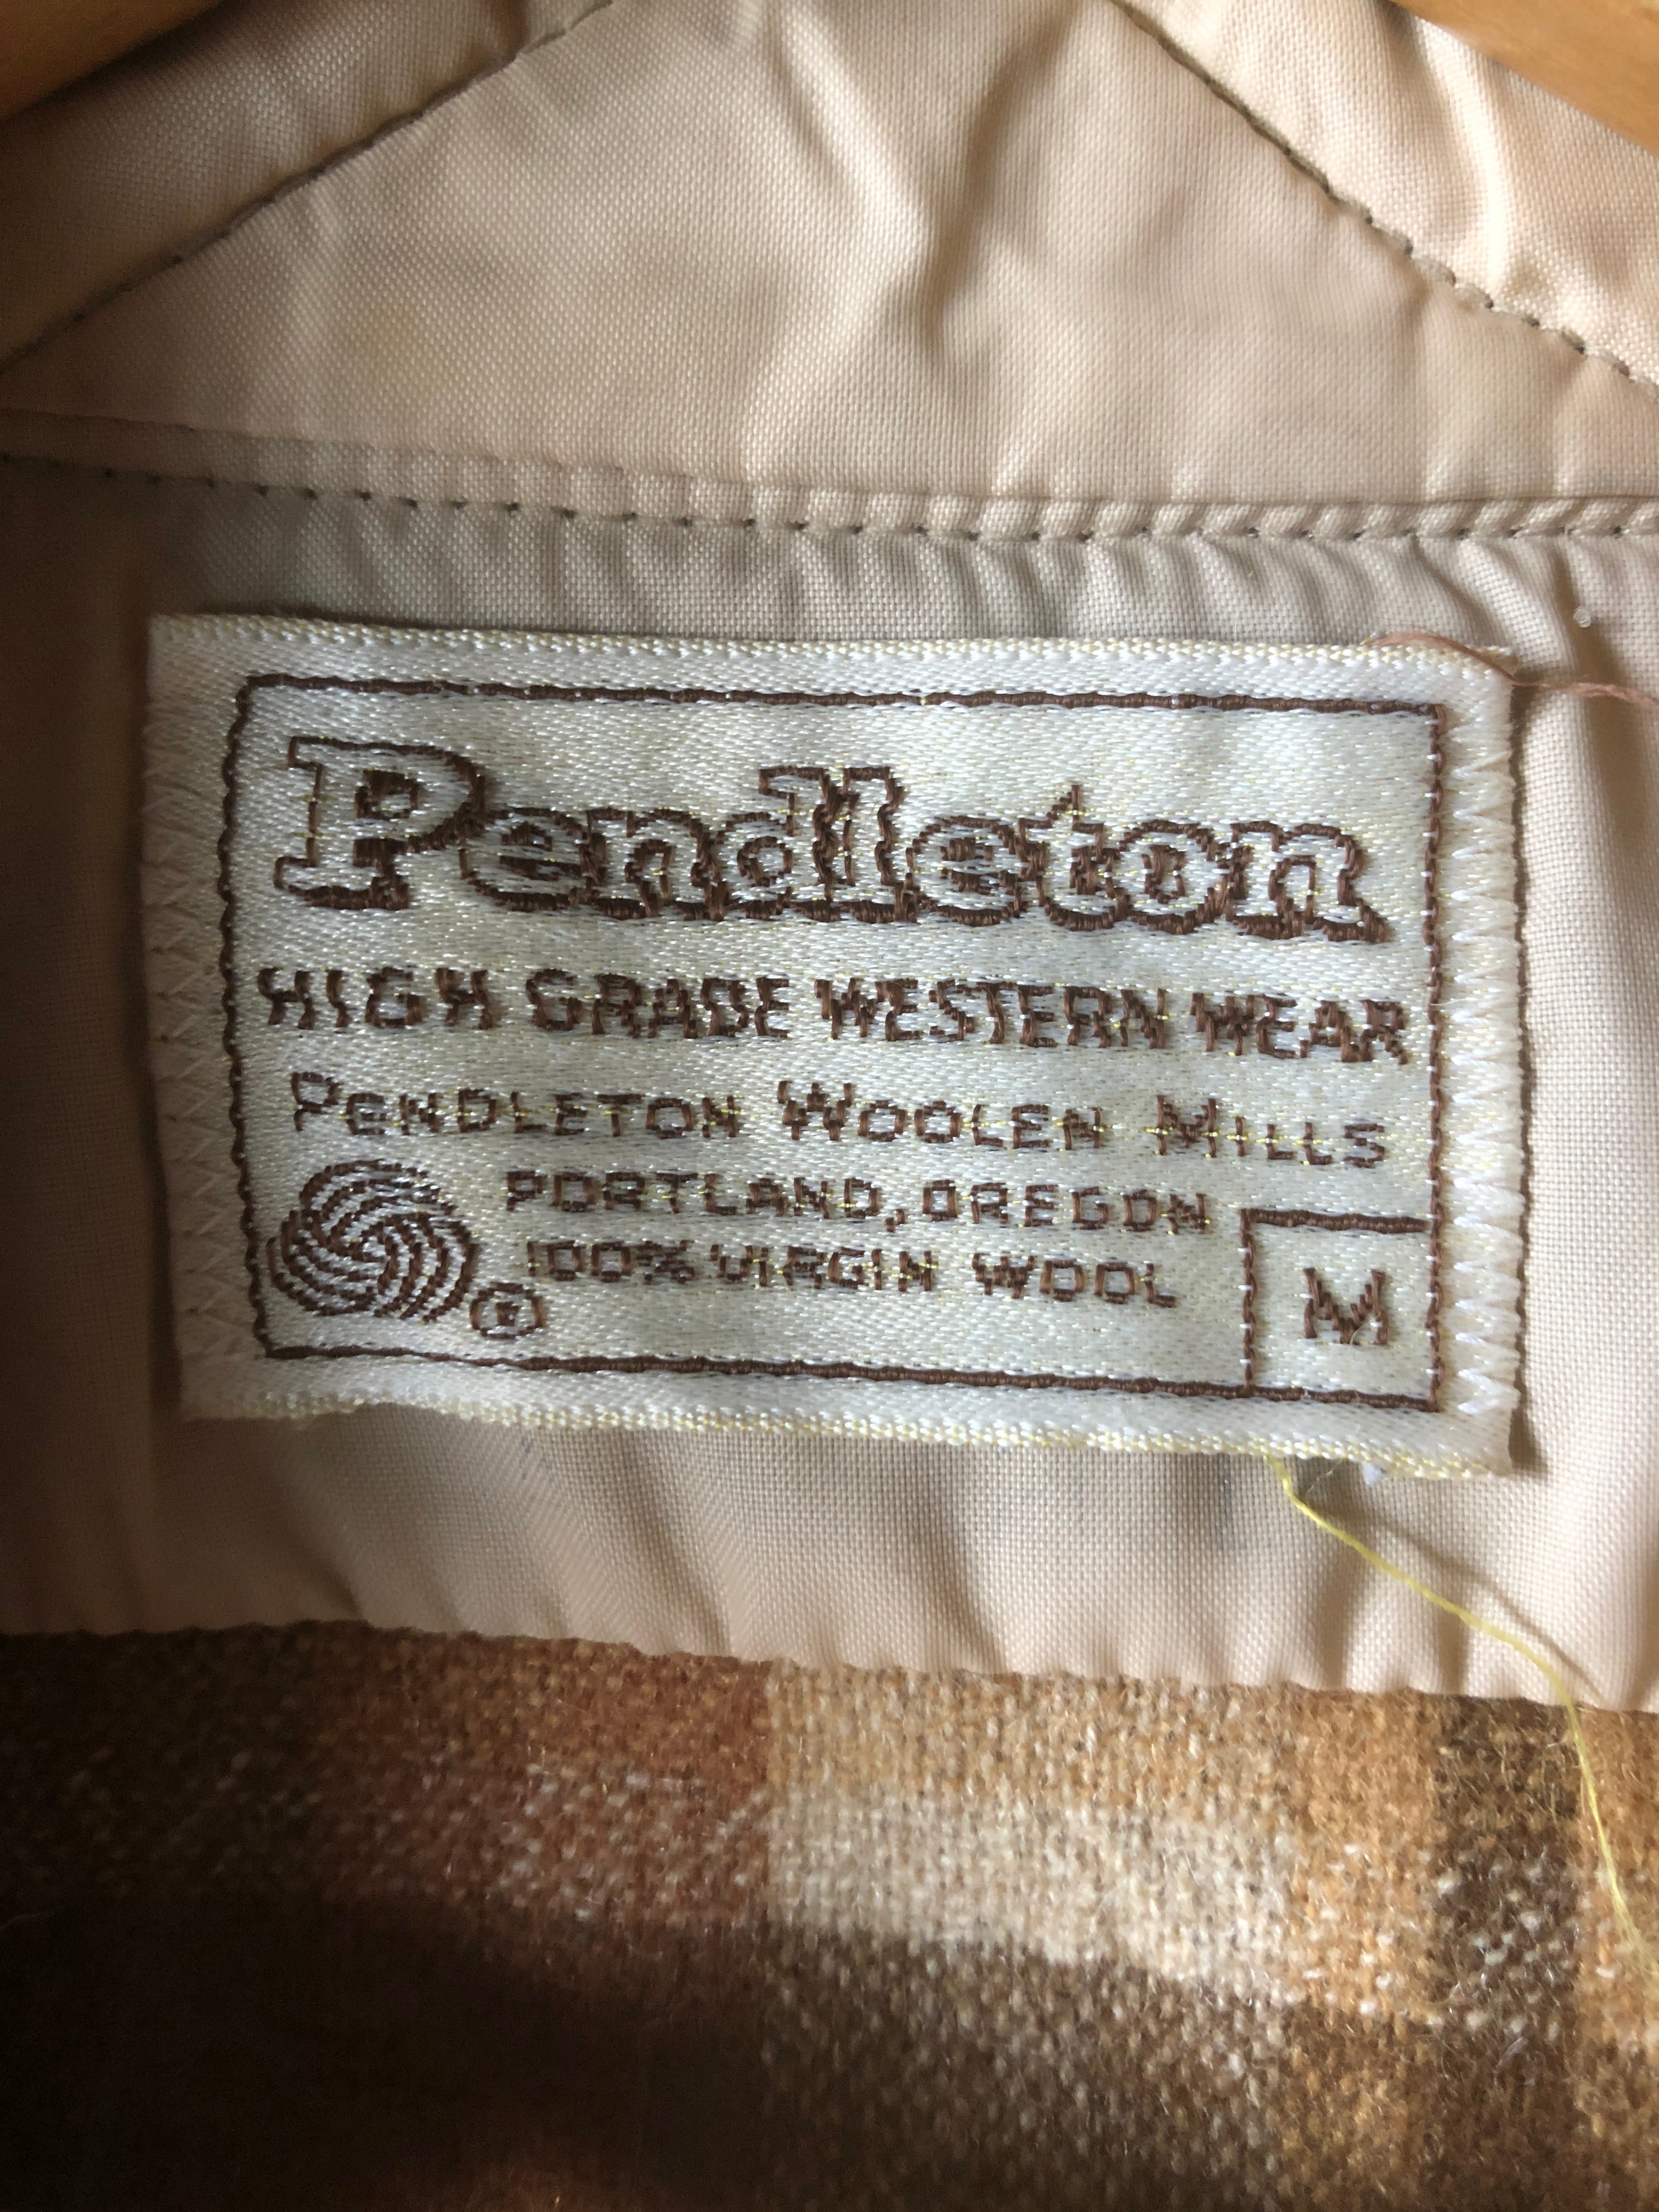 Pendleton
HIGH GRADE WESTERN WEAR
PENDLETON WOOLEN MILLS
PORTLAND, OREGON
100% VIRGIN WOOL
®
M